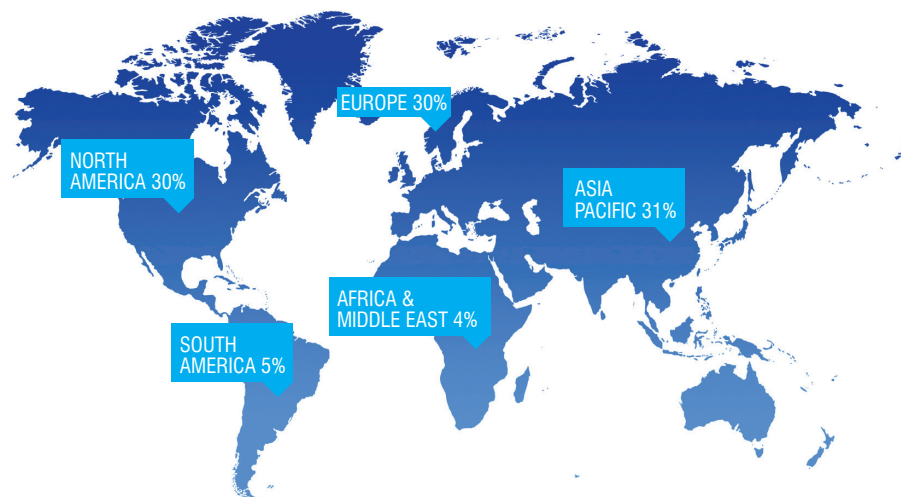 EUROPE 30%
NORTH
AMERICA 30%
ASIA
PACIFIC 31%
AFRICA &
MIDDLE EAST 4%
SOUTH
AMERICA 5%